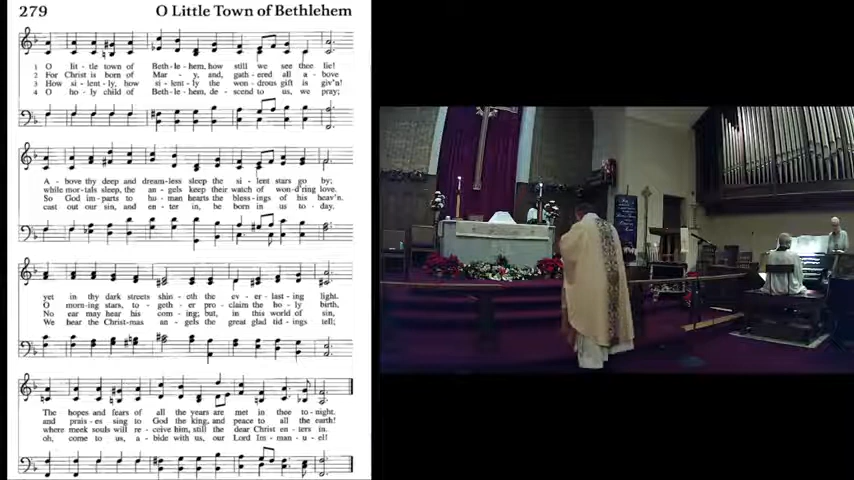 279 O Little Town of Bethlehem
1 O lit - tle town of Beth - le - hem, how still we see thee lie!
2 For Christ is born of Mar - y, and, gath - ered all a - bove
3 How si - lent - ly, how si - lent - ly the won - drous gift is giv'n!
4 O ho - ly child of Beth - le - hem, de - scend to us, we pray;
A - bove thy deep and dream - less sleep the si - lent stars go by;
while mor - tals sleep, the an - gels keep their watch of won - d'ring love.
So God im - parts to hu - man hearts the bless - ings of his heav'n.
cast out our sin, and en - ter in, be born in us to - day.
yet in thy dark streets shin - eth the ev - er - last - ing light.
O morn - ing stars, to - geth - er pro - claim the ho - ly birth,
No ear may hear his com - ing; but, in this world of sin,
We hear the Christ - mas an - gels the great glad tid - ings tell;
The hopes and fears of all the years are met in thee to - night.
and prais - es sing to God the king, and peace to all the earth!
where meek souls will re - ceive him, still the dear Christ en - ters in.
oh, come to us, a - bide with us, our Lord Im - man - u - el!